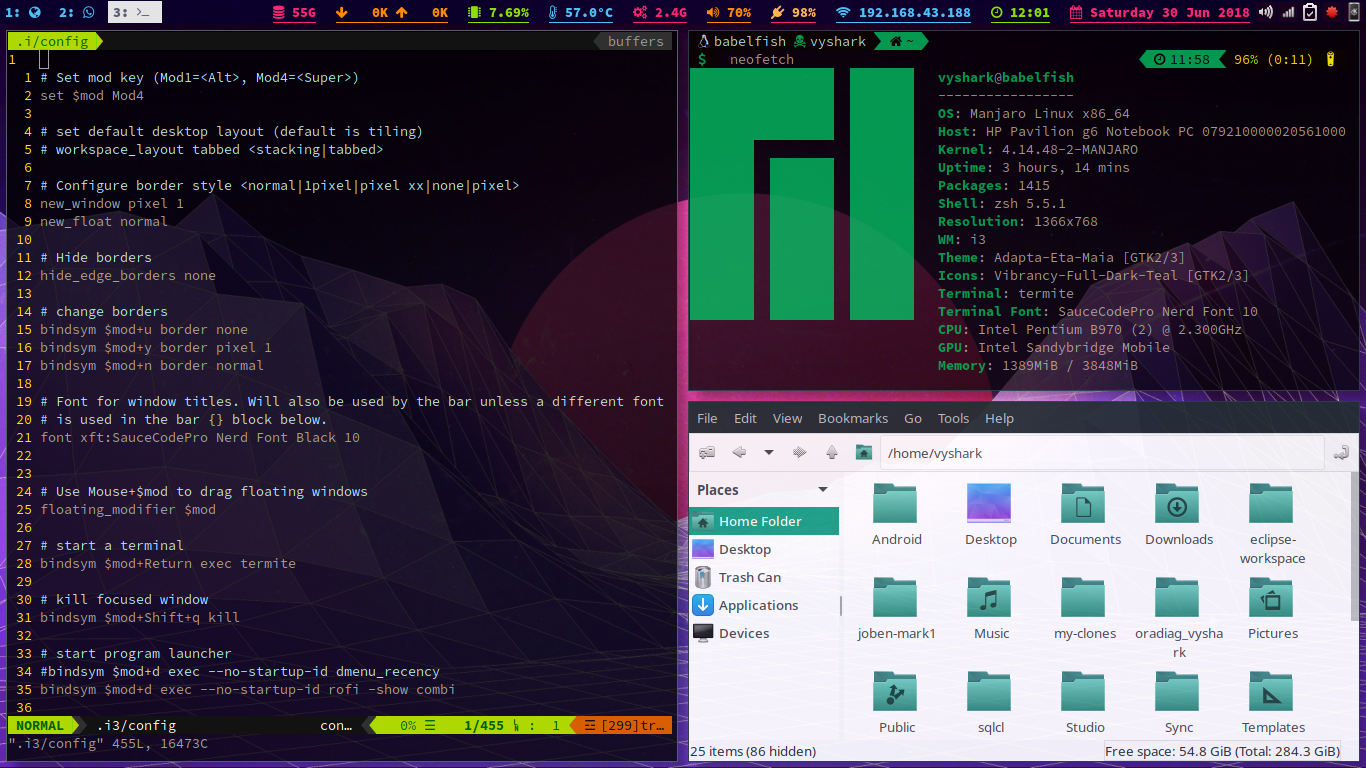 1: 2: 3: >_ 55G 0K 0K 7.69% 57.0°C 2.4G 70% 98% 192.168.43.188 12:01 Saturday 30 Jun 2018
.i/config buffers
1
1 # Set mod key (Mod1=<Alt>, Mod4=<Super>)
2 set $mod Mod4
3
4 # set default desktop layout (default is tiling)
5 # workspace_layout tabbed <stacking|tabbed>
6
7 # Configure border style <normal|1pixel|pixel xx|none|pixel>
8 new_window pixel 1
9 new_float normal
10
11 # Hide borders
12 hide_edge_borders none
13
14 # change borders
15 bindsym $mod+u border none
16 bindsym $mod+y border pixel 1
17 bindsym $mod+n border normal
18
19 # Font for window titles. Will also be used by the bar unless a different font
20 # is used in the bar {} block below.
21 font xft:SauceCodePro Nerd Font Black 10
22
23
24 # Use Mouse+$mod to drag floating windows
25 floating_modifier $mod
26
27 # start a terminal
28 bindsym $mod+Return exec termite
29
30 # kill focused window
31 bindsym $mod+Shift+q kill
32
33 # start program launcher
34 #bindsym $mod+d exec --no-startup-id dmenu_recency
35 bindsym $mod+d exec --no-startup-id rofi -show combi
36
NORMAL .i3/config con… 0% ☰ 1/455 : 1 ☲ [299]tr…
".i3/config" 455L, 16473C
babelfish vyshark ~
$ neofetch 11:58 96% (0:11)
vyshark@babelfish
-----------------
OS: Manjaro Linux x86_64
Host: HP Pavilion g6 Notebook PC 079210000020561000
Kernel: 4.14.48-2-MANJARO
Uptime: 3 hours, 14 mins
Packages: 1415
Shell: zsh 5.5.1
Resolution: 1366x768
WM: i3
Theme: Adapta-Eta-Maia [GTK2/3]
Icons: Vibrancy-Full-Dark-Teal [GTK2/3]
Terminal: termite
Terminal Font: SauceCodePro Nerd Font 10
CPU: Intel Pentium B970 (2) @ 2.300GHz
GPU: Intel Sandybridge Mobile
Memory: 1389MiB / 3848MiB
File Edit View Bookmarks Go Tools Help
/home/vyshark
Places
Home Folder
Desktop
Trash Can
Applications
Devices
Android Desktop Documents Downloads eclipse-
workspace
joben-mark1 Music my-clones oradiag_vysha Pictures
rk
Public sqlcl Studio Sync Templates
25 items (86 hidden) Free space: 54.8 GiB (Total: 284.3 GiB)